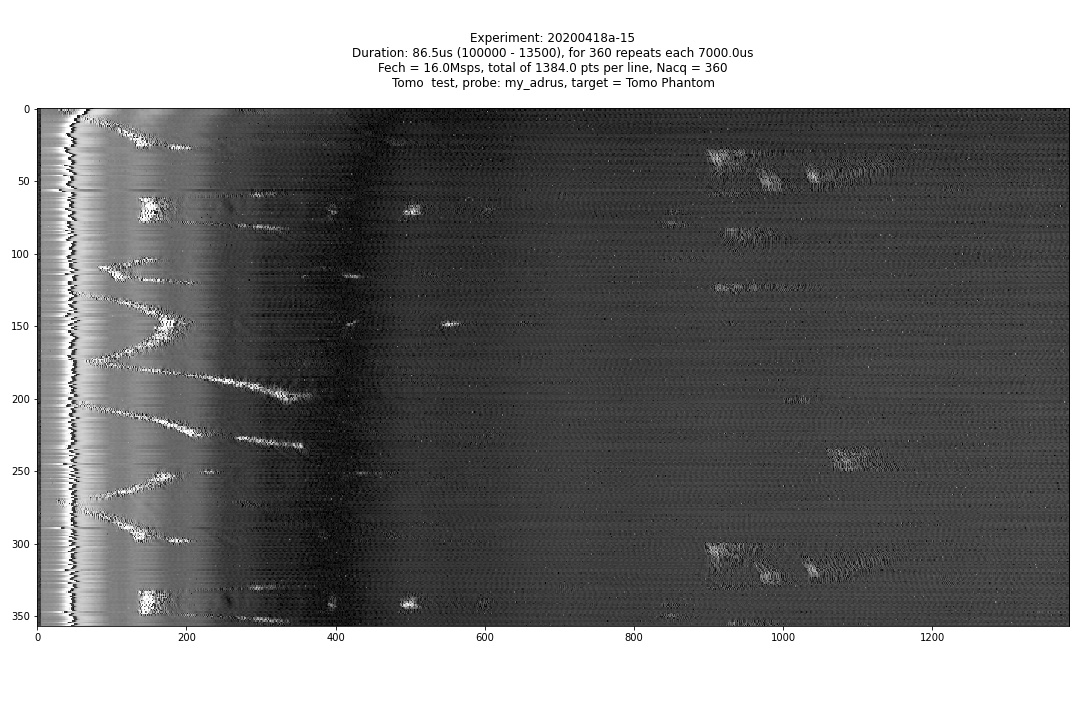 Experiment: 20200418a-15
Duration: 86.5us (100000 - 13500), for 360 repeats each 7000.0us
Fech = 16.0Msps, total of 1384.0 pts per line, Nacq = 360
Tomo  test, probe: my_adrus, target = Tomo Phantom
0
50
100
150
200
250
300
350
0 200 400 600 800 1000 1200